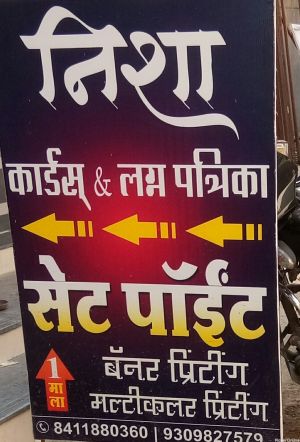 निशा
कार्डस् & लग्न पत्रिका
सेट पॉईंट
1 माला
बॅनर प्रिंटींग
मल्टीकलर प्रिंटींग
8411880360 | 9309827579